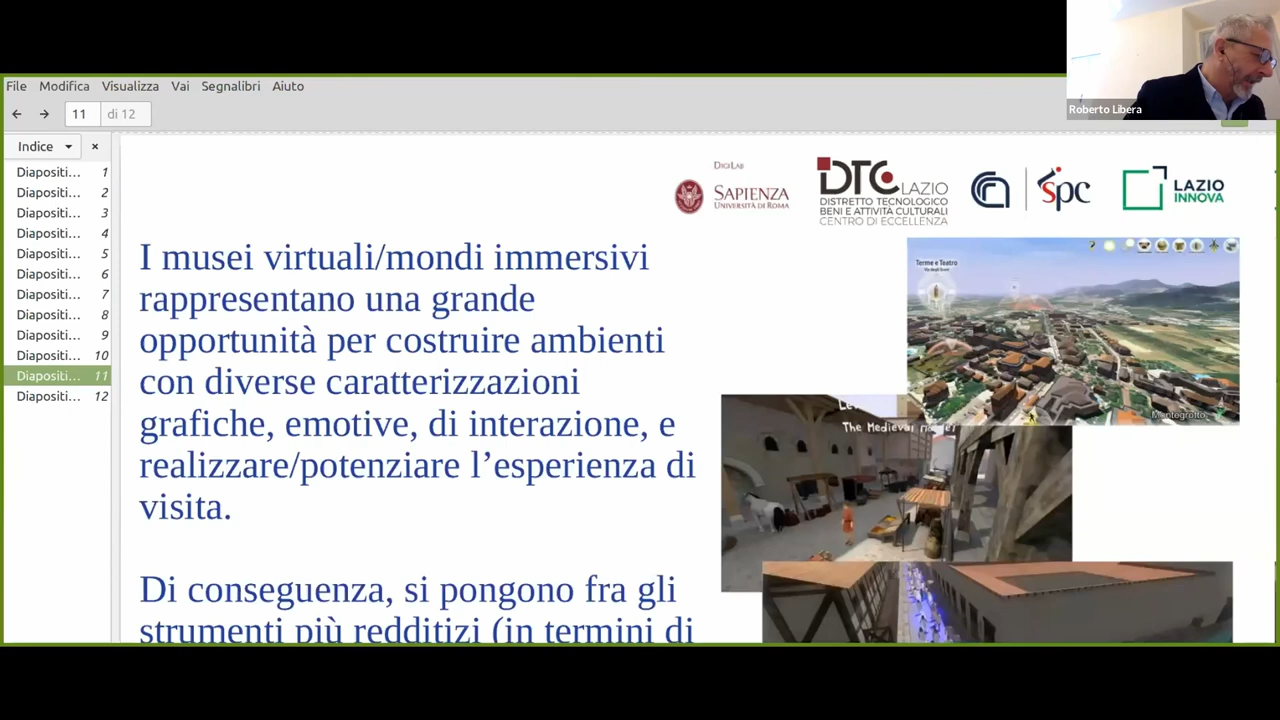 Roberto Libera
File Modifica Visualizza Vai Segnalibri Aiuto
11 di 12
Indice
Diapositi... 1
Diapositi... 2
Diapositi... 3
Diapositi... 4
Diapositi... 5
Diapositi... 6
Diapositi... 7
Diapositi... 8
Diapositi... 9
Diapositi... 10
Diapositi... 11
Diapositi... 12
DIGILAB
SAPIENZA
UNIVERSITÀ DI ROMA
DTC LAZIO
DISTRETTO TECNOLOGICO
BENI E ATTIVITÀ CULTURALI
CENTRO DI ECCELLENZA
spc
LAZIO
INNOVA
I musei virtuali/mondi immersivi
rappresentano una grande
opportunità per costruire ambienti
con diverse caratterizzazioni
grafiche, emotive, di interazione, e
realizzare/potenziare l’esperienza di
visita.
Di conseguenza, si pongono fra gli
strumenti più redditizi (in termini di
Terme e Teatro
Montegrotto
The Medieval